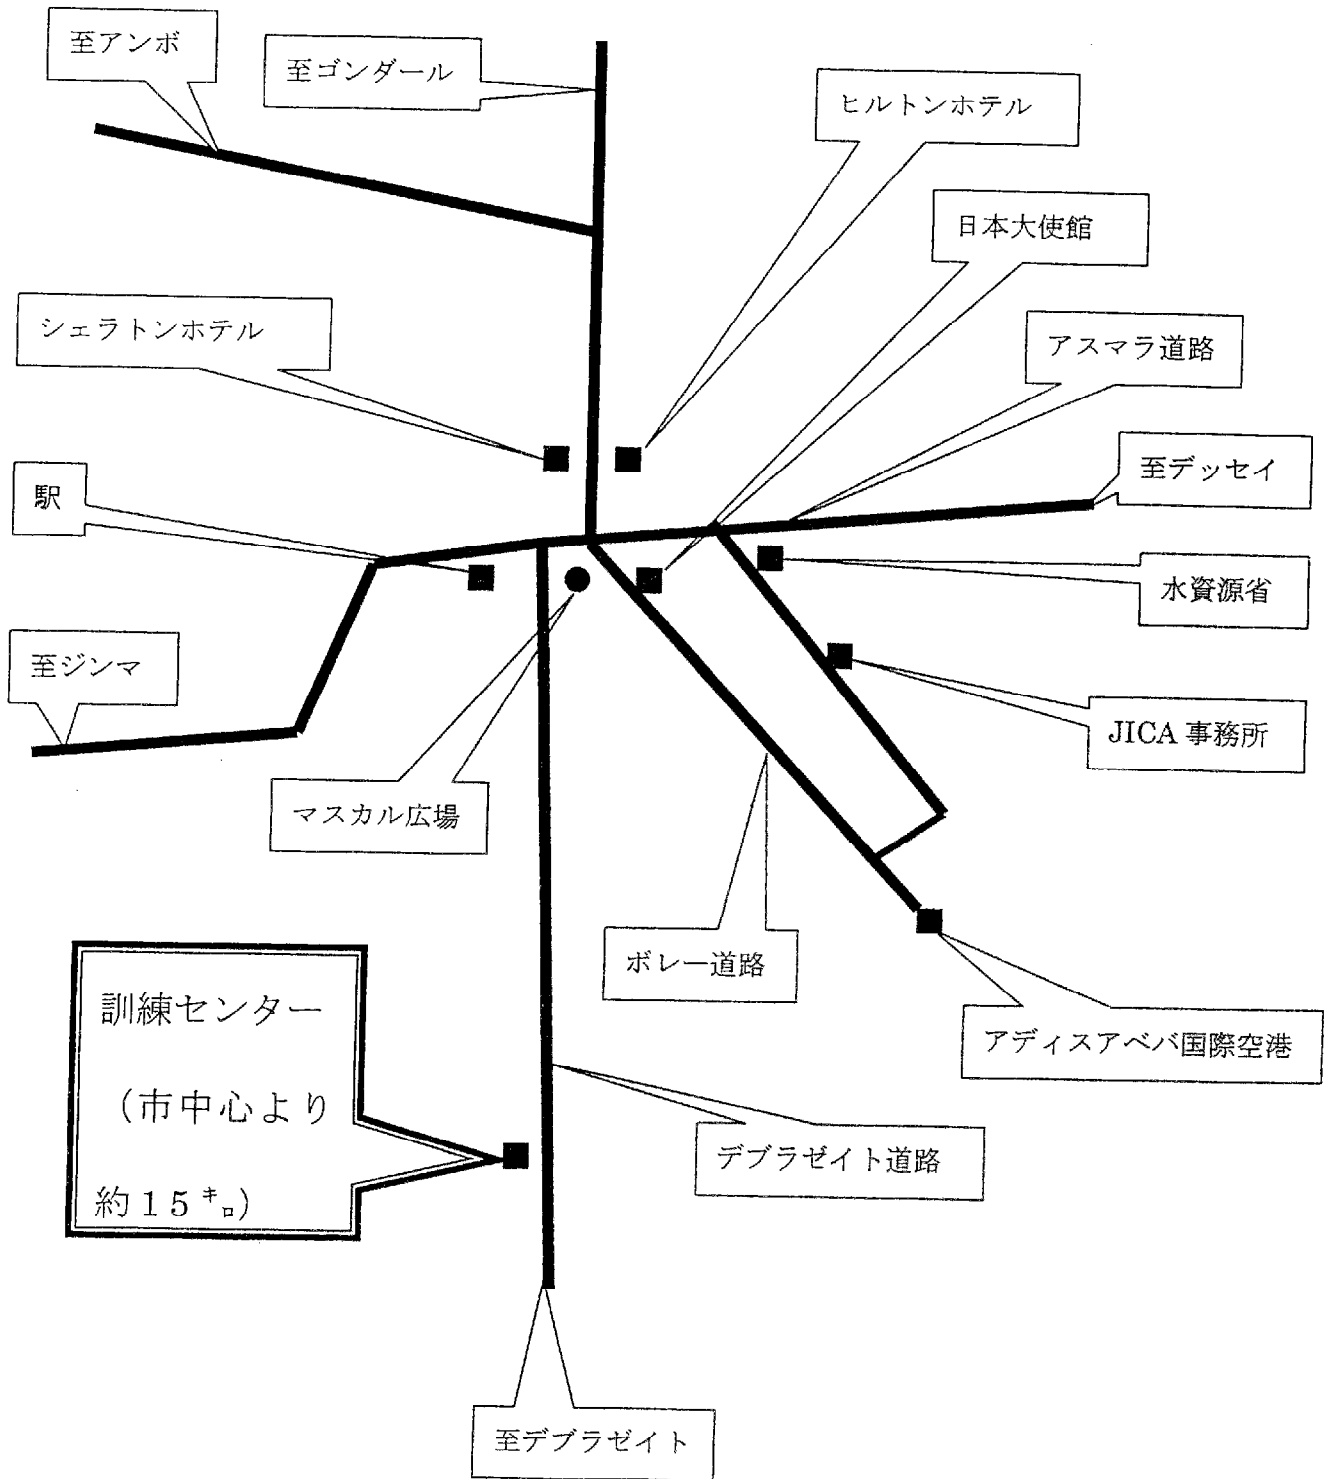 至アンボ
至ゴンダール
ヒルトンホテル
日本大使館
シェラトンホテル
アスマラ道路
至デッセイ
駅
水資源省
至ジンマ
JICA 事務所
マスカル広場
ボレー道路
訓練センター
（市中心より
約１５㌔）
アディスアベバ国際空港
デブラゼイト道路
至デブラゼイト